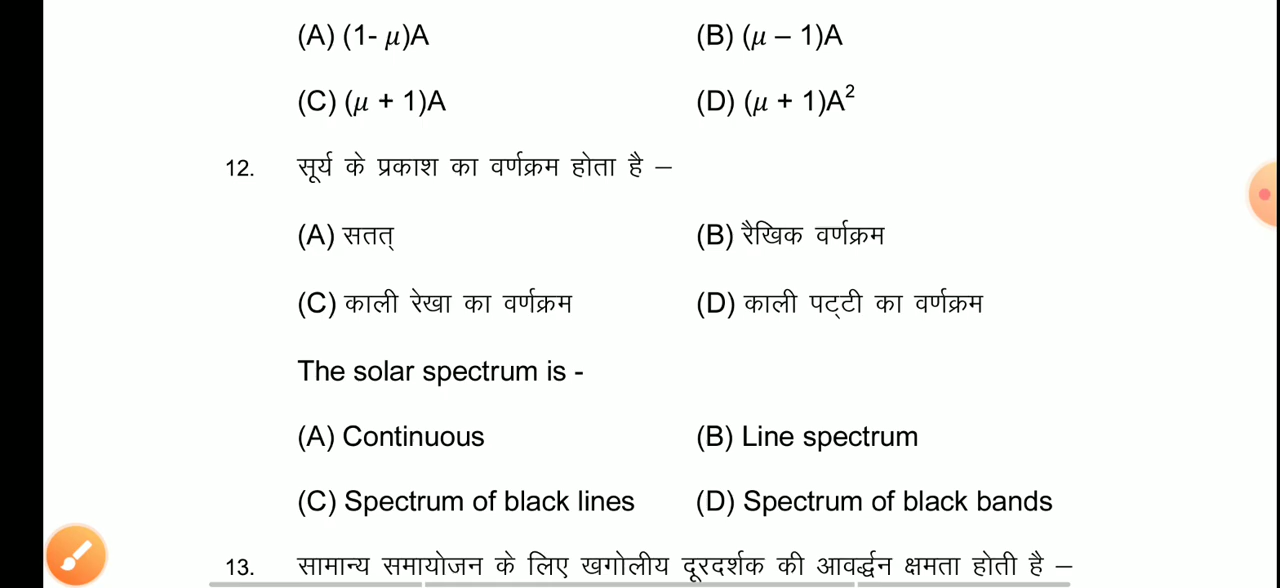 (A) (1- μ)A (B) (μ – 1)A
(C) (μ + 1)A (D) (μ + 1)A²
12. सूर्य के प्रकाश का वर्णक्रम होता है –
(A) सतत् (B) रैखिक वर्णक्रम
(C) काली रेखा का वर्णक्रम (D) काली पट्टी का वर्णक्रम
The solar spectrum is -
(A) Continuous (B) Line spectrum
(C) Spectrum of black lines (D) Spectrum of black bands
13. सामान्य समायोजन के लिए खगोलीय दूरदर्शक की आवर्द्धन क्षमता होती है –